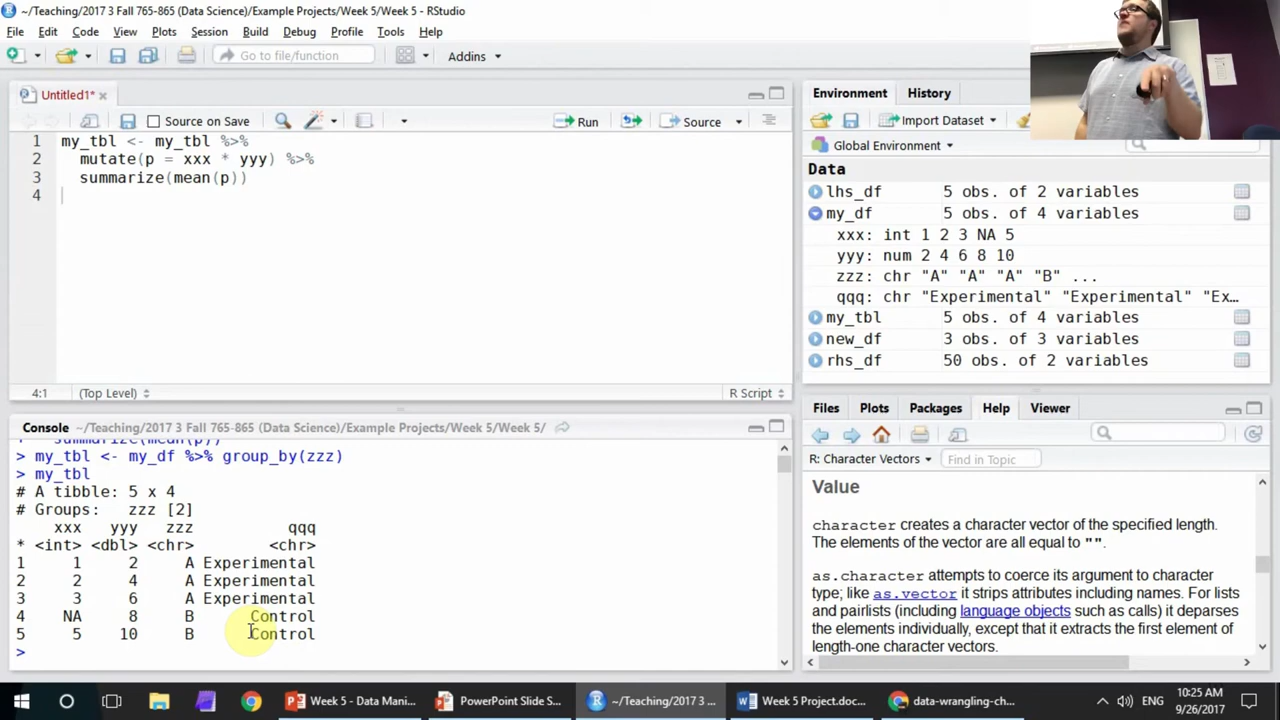 ~/Teaching/2017 3 Fall 765-865 (Data Science)/Example Projects/Week 5/Week 5 - RStudio
File Edit Code View Plots Session Build Debug Profile Tools Help
Go to file/function
Addins
Untitled1*
Source on Save
Run
Source
1 my_tbl <- my_tbl %>%
2 mutate(p = xxx * yyy) %>%
3 summarize(mean(p))
4
4:1 (Top Level) R Script
Console ~/Teaching/2017 3 Fall 765-865 (Data Science)/Example Projects/Week 5/Week 5/
+ summarize(mean(p))
> my_tbl <- my_df %>% group_by(zzz)
> my_tbl
# A tibble: 5 x 4
# Groups: zzz [2]
xxx yyy zzz qqq
* <int> <dbl> <chr> <chr>
1 1 2 A Experimental
2 2 4 A Experimental
3 3 6 A Experimental
4 NA 8 B Control
5 5 10 B Control
>
Environment History
Import Dataset
Global Environment
Data
lhs_df 5 obs. of 2 variables
my_df 5 obs. of 4 variables
xxx: int 1 2 3 NA 5
yyy: num 2 4 6 8 10
zzz: chr "A" "A" "A" "B" ...
qqq: chr "Experimental" "Experimental" "Ex...
my_tbl 5 obs. of 4 variables
new_df 3 obs. of 3 variables
rhs_df 50 obs. of 2 variables
Files Plots Packages Help Viewer
R: Character Vectors Find in Topic
Value
character creates a character vector of the specified length.
The elements of the vector are all equal to "".
as.character attempts to coerce its argument to character
type; like as.vector it strips attributes including names. For lists
and pairlists (including language objects such as calls) it deparses
the elements individually, except that it extracts the first element of
length-one character vectors.
Week 5 - Data Mani...
PowerPoint Slide S...
~/Teaching/2017 3 ...
Week 5 Project.doc...
data-wrangling-ch...
ENG
10:25 AM
9/26/2017